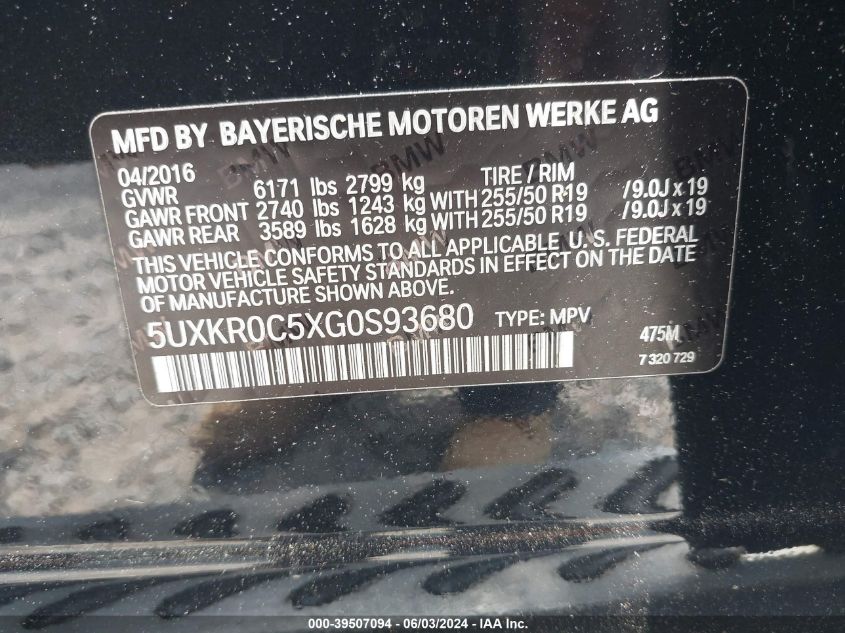 MFD BY BAYERISCHE MOTOREN WERKE AG
04/2016 TIRE / RIM
GVWR 6171 lbs 2799 kg
GAWR FRONT 2740 lbs 1243 kg WITH 255/50 R19 /9.0J x 19
GAWR REAR 3589 lbs 1628 kg WITH 255/50 R19 /9.0J x 19
THIS VEHICLE CONFORMS TO ALL APPLICABLE U. S. FEDERAL
MOTOR VEHICLE SAFETY STANDARDS IN EFFECT ON THE DATE
OF MANUFACTURE SHOWN ABOVE.
5UXKR0C5XG0S93680 TYPE: MPV 475M
7 320 729
000-39507094 - 06/03/2024 - IAA Inc.